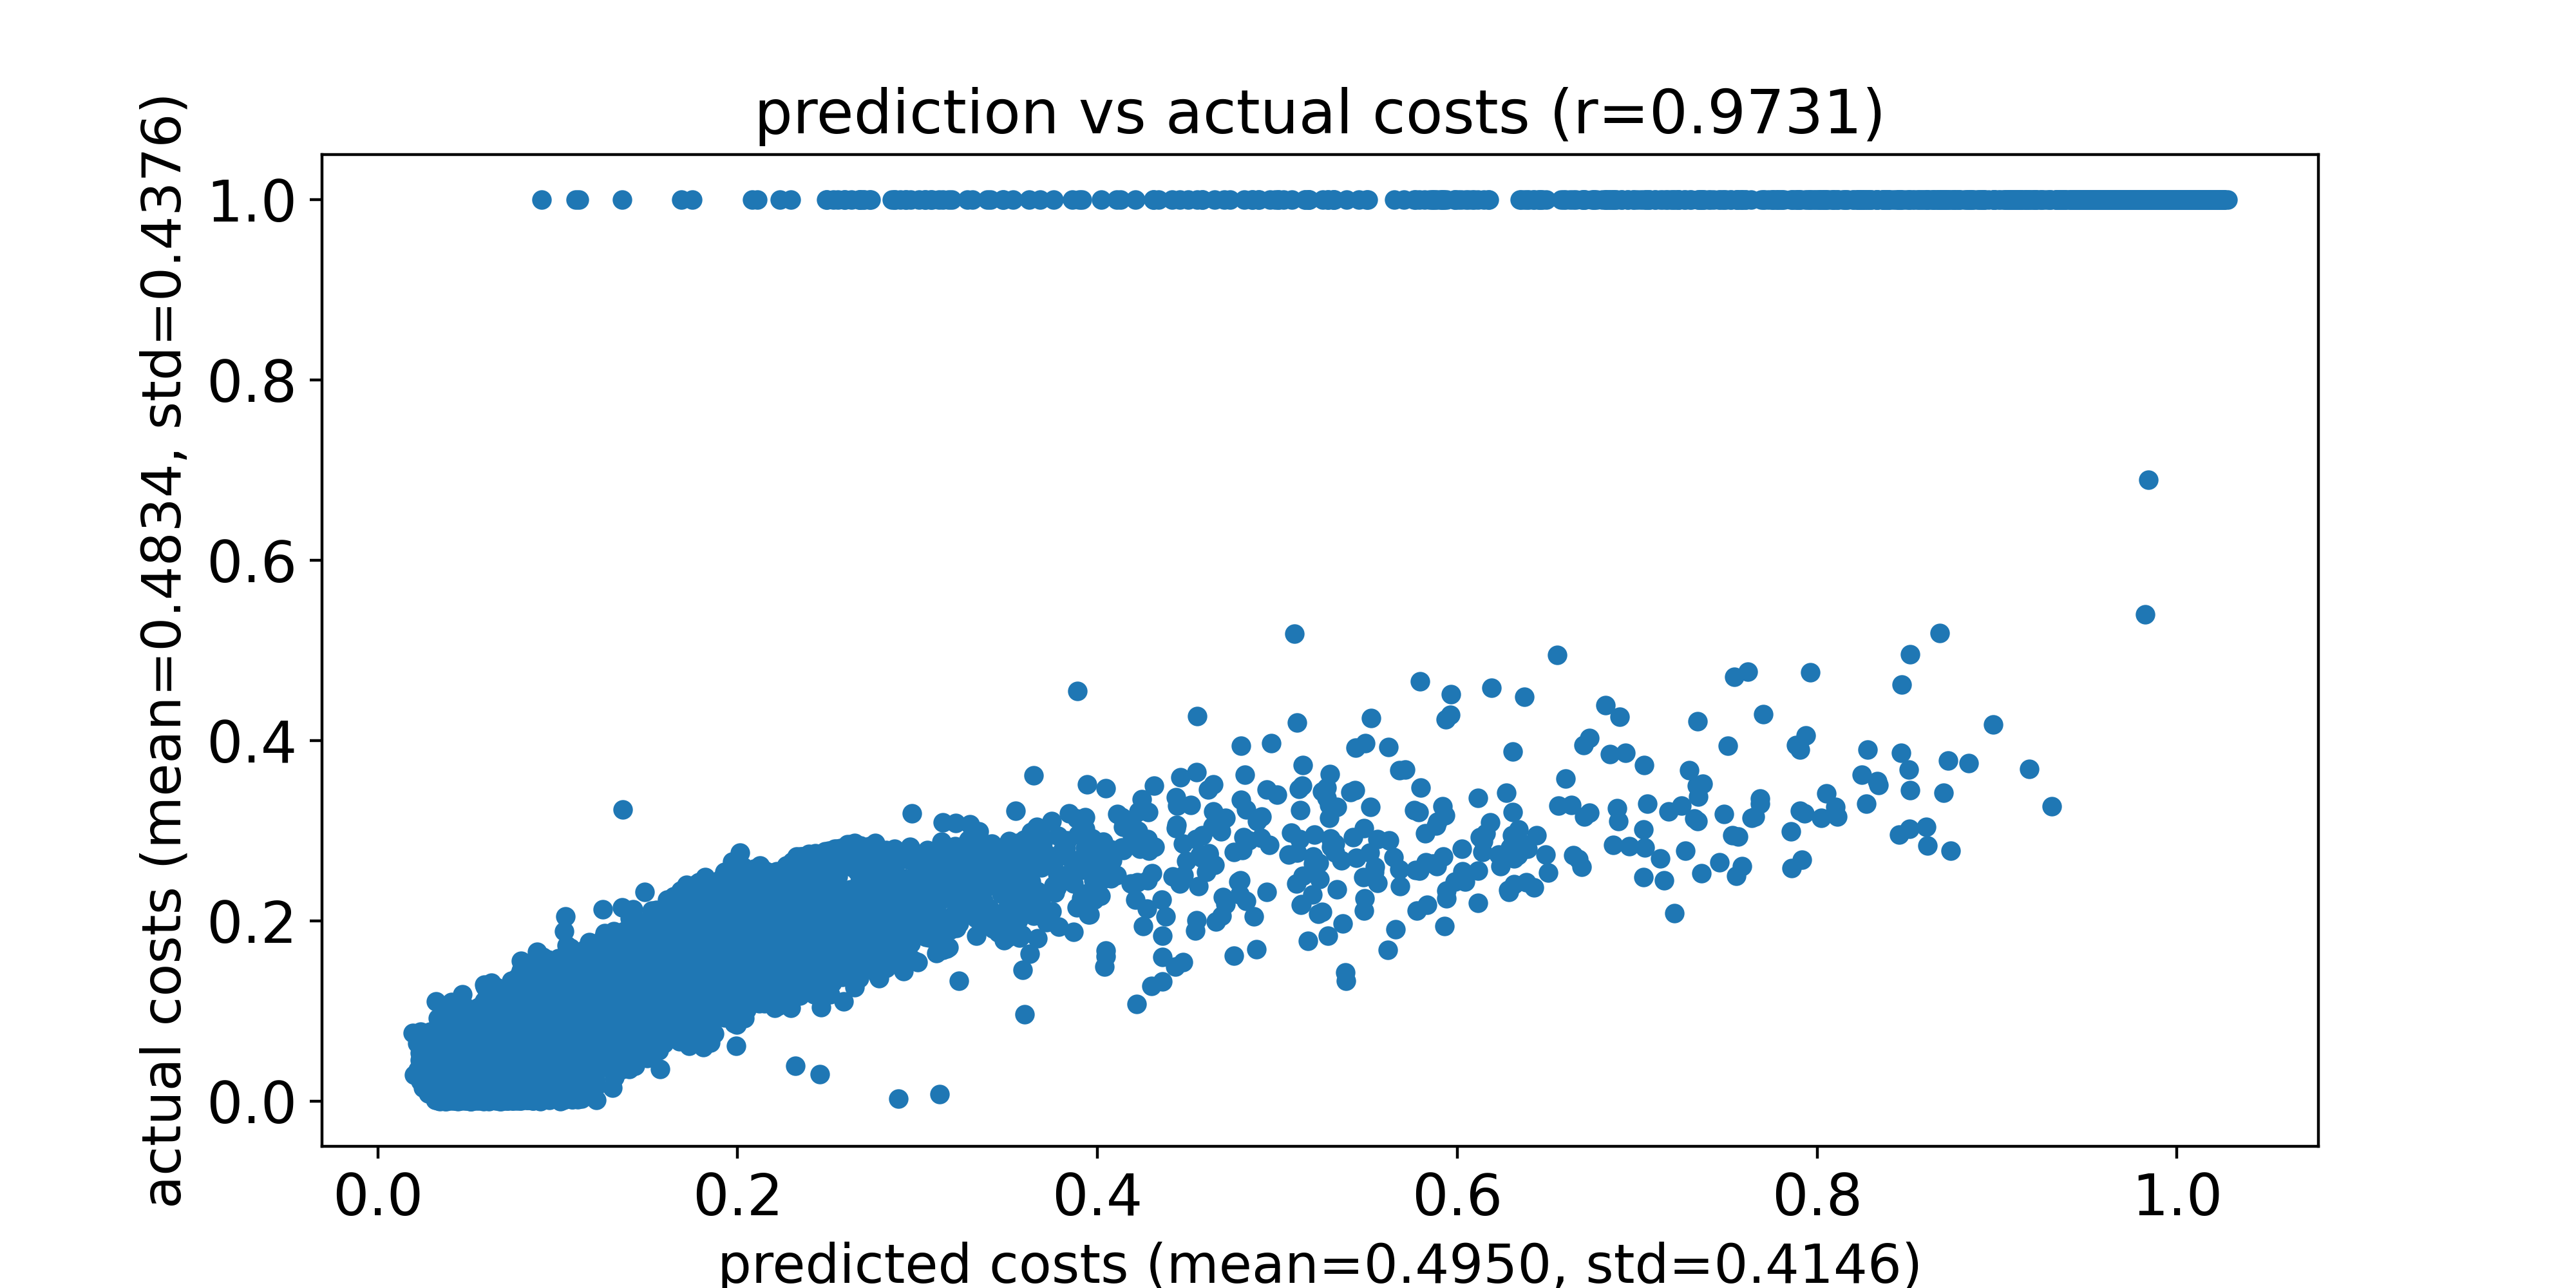 prediction vs actual costs (r=0.9731)
actual costs (mean=0.4834, std=0.4376)
1.0
0.8
0.6
0.4
0.2
0.0
0.0 0.2 0.4 0.6 0.8 1.0
predicted costs (mean=0.4950, std=0.4146)